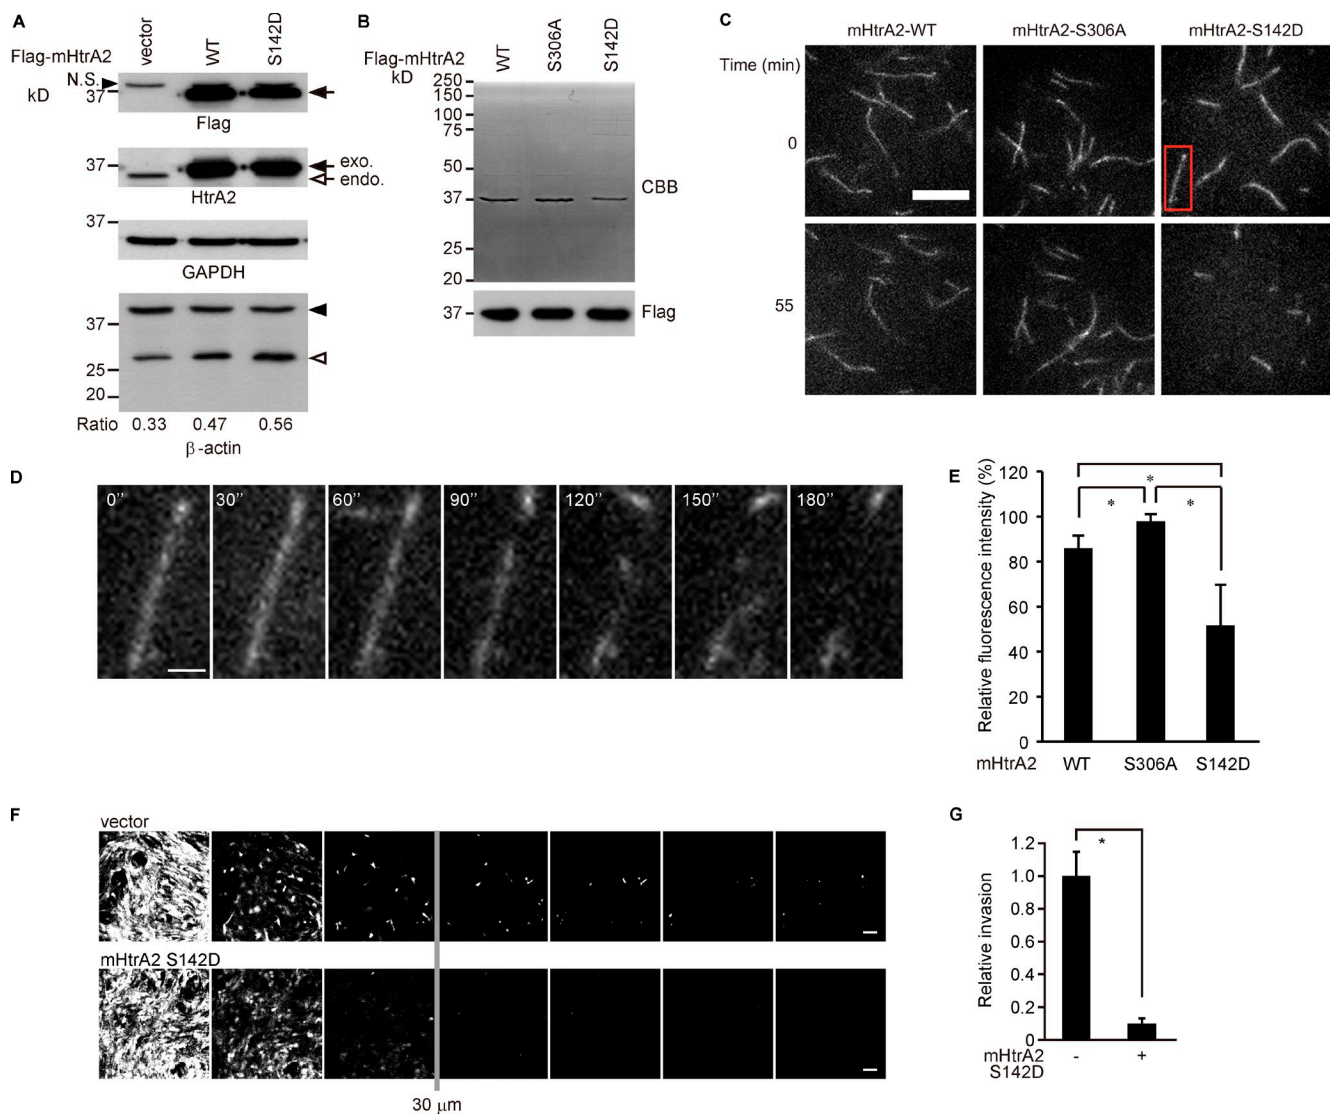 A
Flag-mHtrA2
vector
WT
S142D
N.S.
kD
37
Flag
37
exo.
endo.
HtrA2
37
GAPDH
37
25
20
Ratio 0.33 0.47 0.56
β-actin
B
Flag-mHtrA2
kD
WT
S306A
S142D
250
150
100
75
50
37
25
20
CBB
37
Flag
C
mHtrA2-WT mHtrA2-S306A mHtrA2-S142D
Time (min)
0
55
D
0’’ 30’’ 60’’ 90’’ 120’’ 150’’ 180’’
E
Relative fluorescence intensity (%)
120
100
80
60
40
20
0
*
* *
mHtrA2 WT S306A S142D
F
vector
mHtrA2 S142D
30 μm
G
Relative invasion
1.2
1.0
0.8
0.6
0.4
0.2
0
*
mHtrA2
S142D
- +